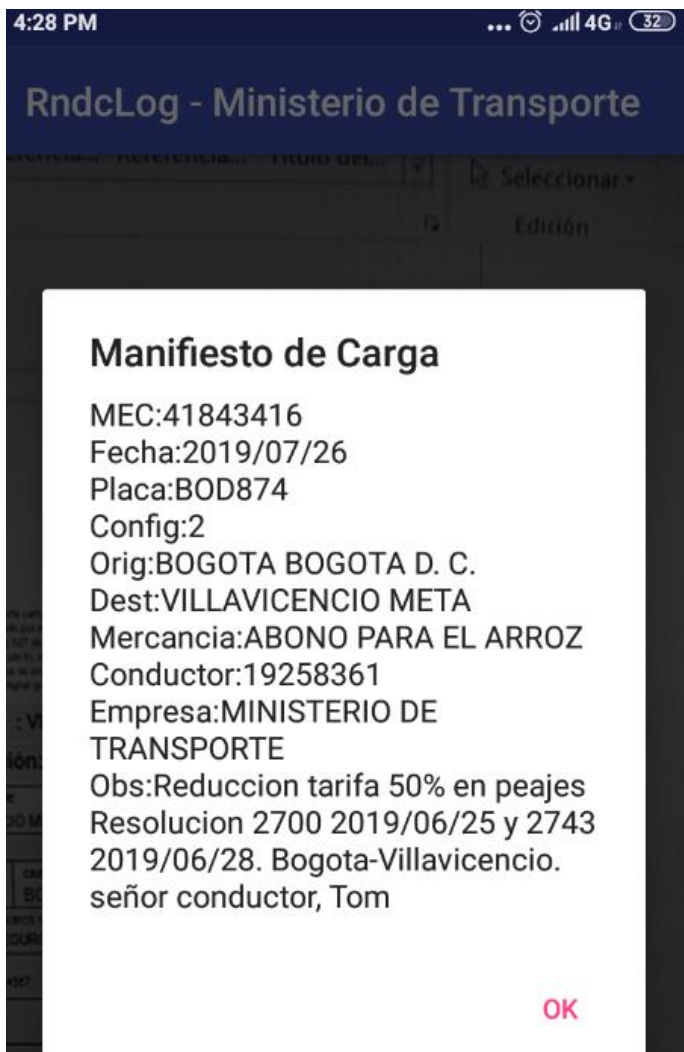 4:28 PM
... 4G 32
RndcLog - Ministerio de Transporte
Referencia... Titulo del...
Seleccionar
Edición
Manifiesto de Carga
MEC:41843416
Fecha:2019/07/26
Placa:BOD874
Config:2
Orig:BOGOTA BOGOTA D. C.
Dest:VILLAVICENCIO META
Mercancia:ABONO PARA EL ARROZ
Conductor:19258361
Empresa:MINISTERIO DE
TRANSPORTE
Obs:Reduccion tarifa 50% en peajes
Resolucion 2700 2019/06/25 y 2743
2019/06/28. Bogota-Villavicencio.
señor conductor, Tom
OK